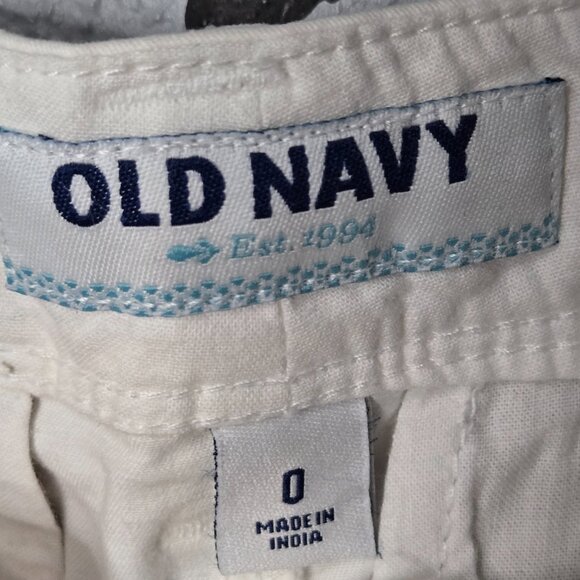 OLD NAVY
Est. 1994
0
MADE IN
INDIA